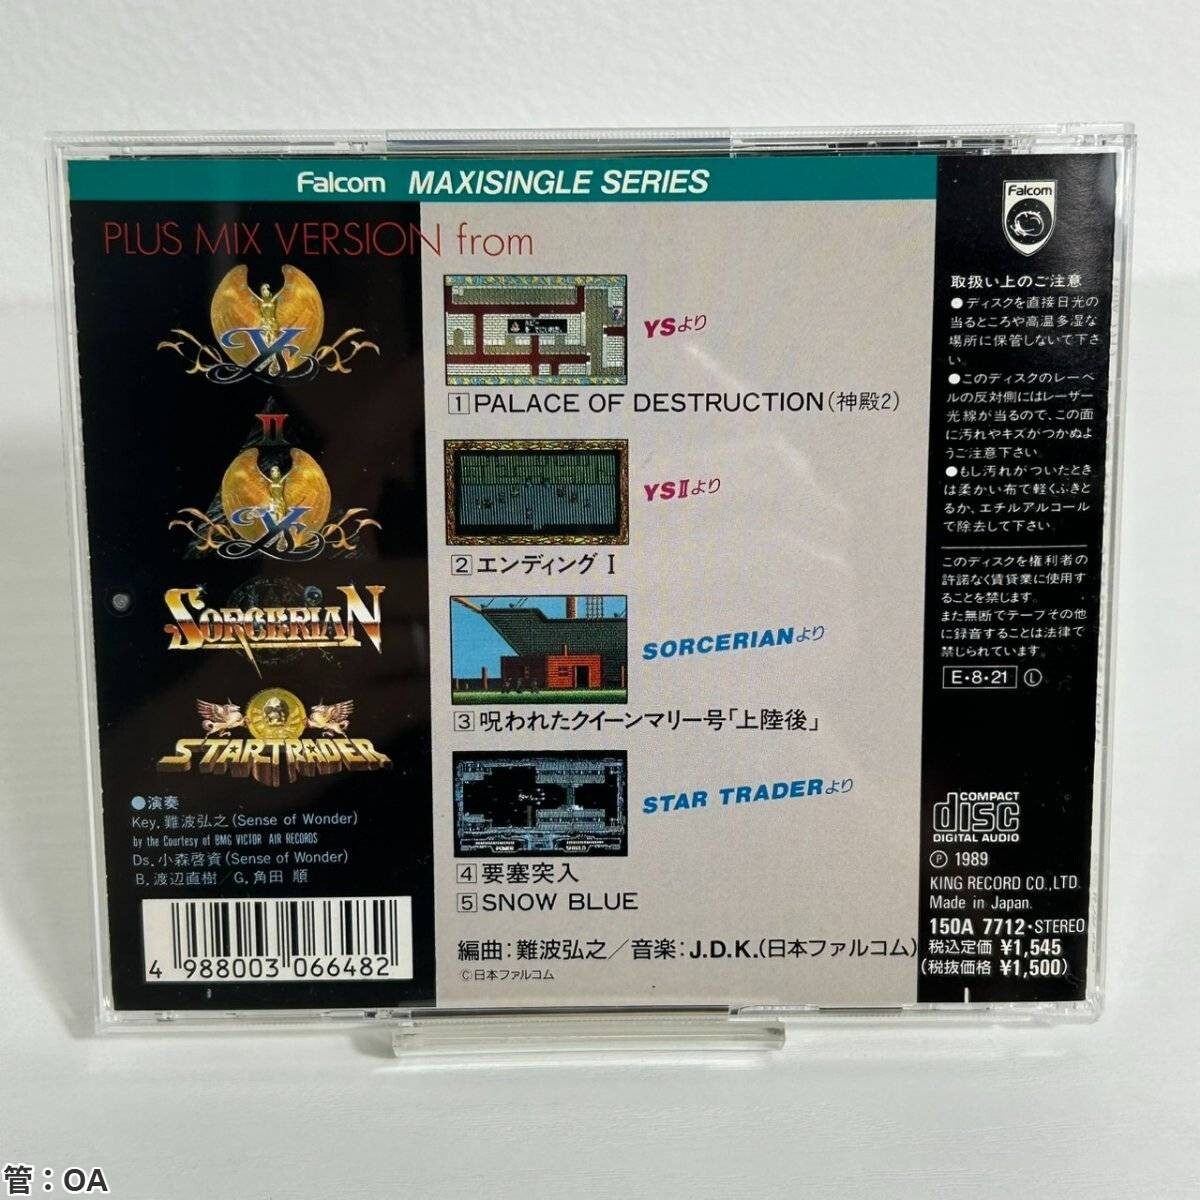 Falcom MAXISINGLE SERIES
PLUS MIX VERSION from
Ys
II
Ys
SORCERIAN
STARTRADER
●演奏
Key. 難波弘之(Sense of Wonder)
by the Courtesy of BMG VICTOR AIR RECORDS
Ds. 小森啓資(Sense of Wonder)
B. 渡辺直樹/G. 角田 順
4 988003 066482
YSより
1 PALACE OF DESTRUCTION(神殿2)
YSⅡより
2 エンディング I
SORCERIANより
3 呪われたクイーンマリー号「上陸後」
STAR TRADERより
POWER
SHIELD
4 要塞突入
5 SNOW BLUE
編曲:難波弘之/音楽:J.D.K.(日本ファルコム)
©日本ファルコム
Falcom
取扱い上のご注意
●ディスクを直接日光の
当るところや高温多湿な
場所に保管しないで下さ
い。
●このディスクのレーベ
ルの反対側にはレーザー
光線が当るので、この面
に汚れやキズがつかぬよ
うご注意下さい。
●もし汚れがついたとき
は柔かい布で軽くふきと
るか、エチルアルコール
で除去して下さい。
このディスクを権利者の
許諾なく賃貸業に使用す
ることを禁じます。
また無断でテープその他
に録音することは法律で
禁じられています。
E・8・21 Ⓛ
COMPACT
disc
DIGITAL AUDIO
Ⓟ 1989
KING RECORD CO.,LTD.
Made in Japan.
150A 7712・STEREO
税込定価 ¥1,545
(税抜価格 ¥1,500)
管：OA